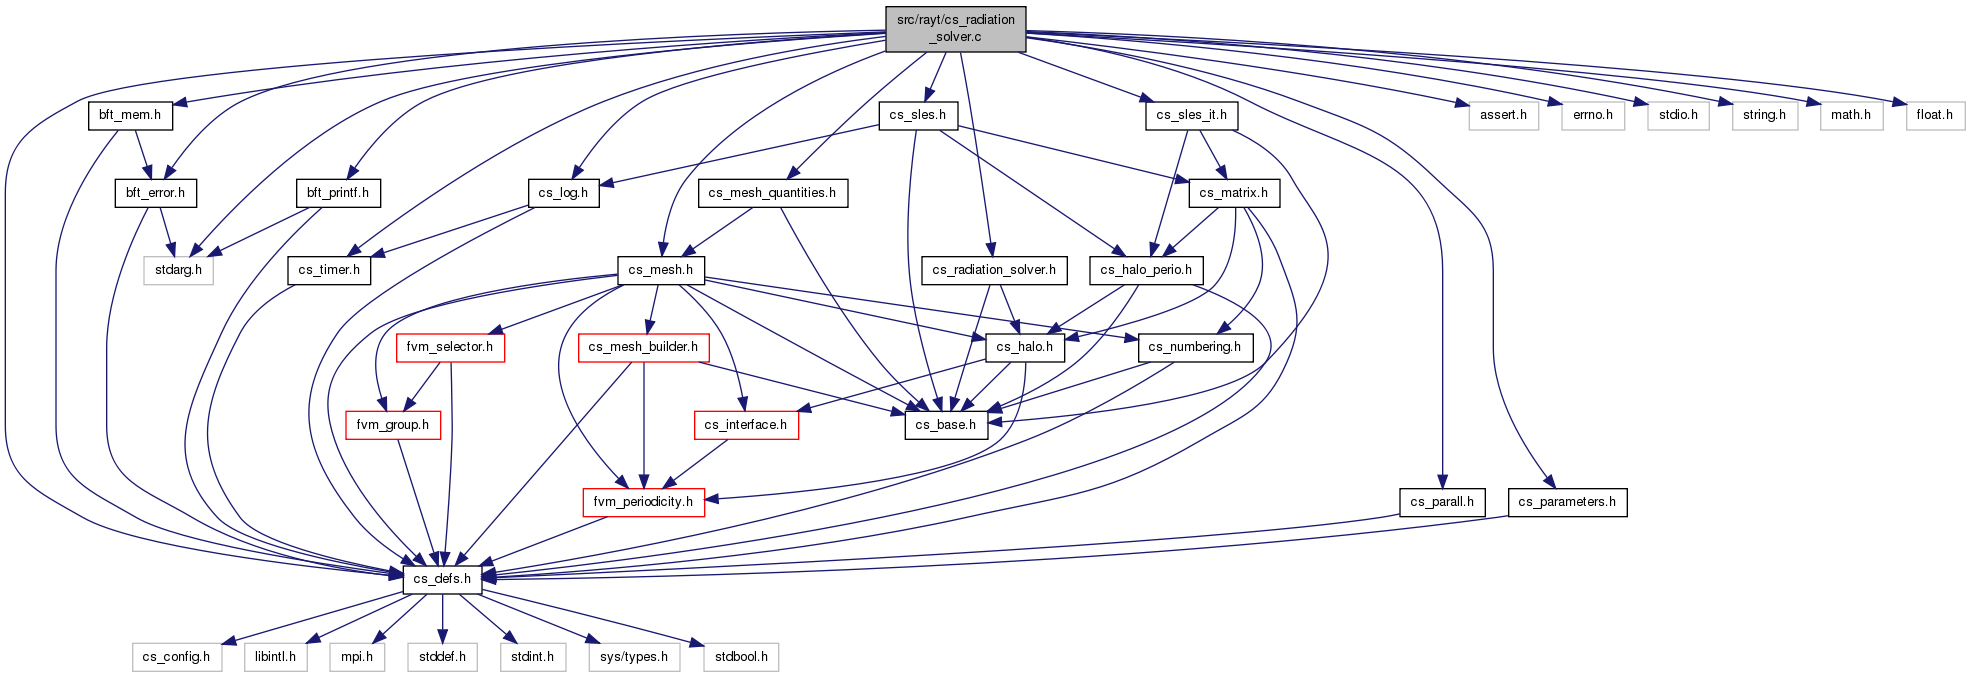 src/rayt/cs_radiation
_solver.c
bft_mem.h
cs_sles.h
cs_sles_it.h
assert.h
errno.h
stdio.h
string.h
math.h
float.h
bft_error.h
bft_printf.h
cs_log.h
cs_mesh_quantities.h
cs_matrix.h
stdarg.h
cs_timer.h
cs_mesh.h
cs_radiation_solver.h
cs_halo_perio.h
fvm_selector.h
cs_mesh_builder.h
cs_halo.h
cs_numbering.h
fvm_group.h
cs_interface.h
cs_base.h
fvm_periodicity.h
cs_parall.h
cs_parameters.h
cs_defs.h
cs_config.h
libintl.h
mpi.h
stddef.h
stdint.h
sys/types.h
stdbool.h